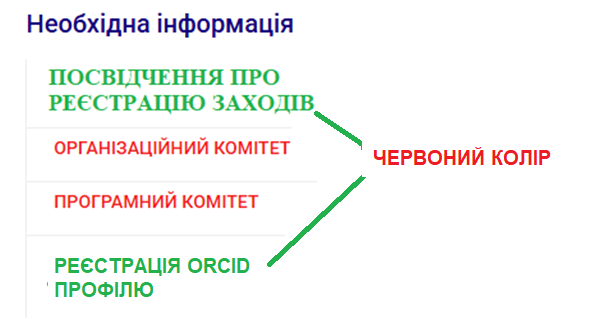 Необхідна інформація
ПОСВІДЧЕННЯ ПРО
РЕЄСТРАЦІЮ ЗАХОДІВ
ОРГАНІЗАЦІЙНИЙ КОМІТЕТ
ЧЕРВОНИЙ КОЛІР
ПРОГРАМНИЙ КОМІТЕТ
РЕЄСТРАЦІЯ ORCID
ПРОФІЛЮ